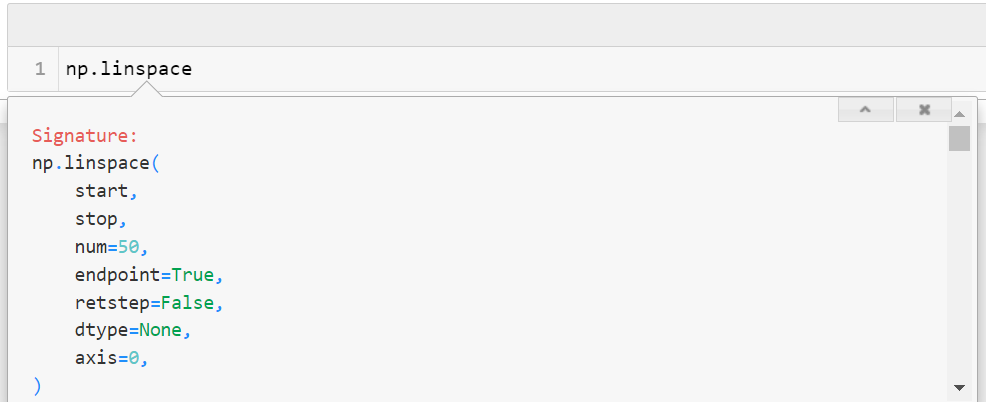 1 np.linspace
Signature:
np.linspace(
    start,
    stop,
    num=50,
    endpoint=True,
    retstep=False,
    dtype=None,
    axis=0,
)